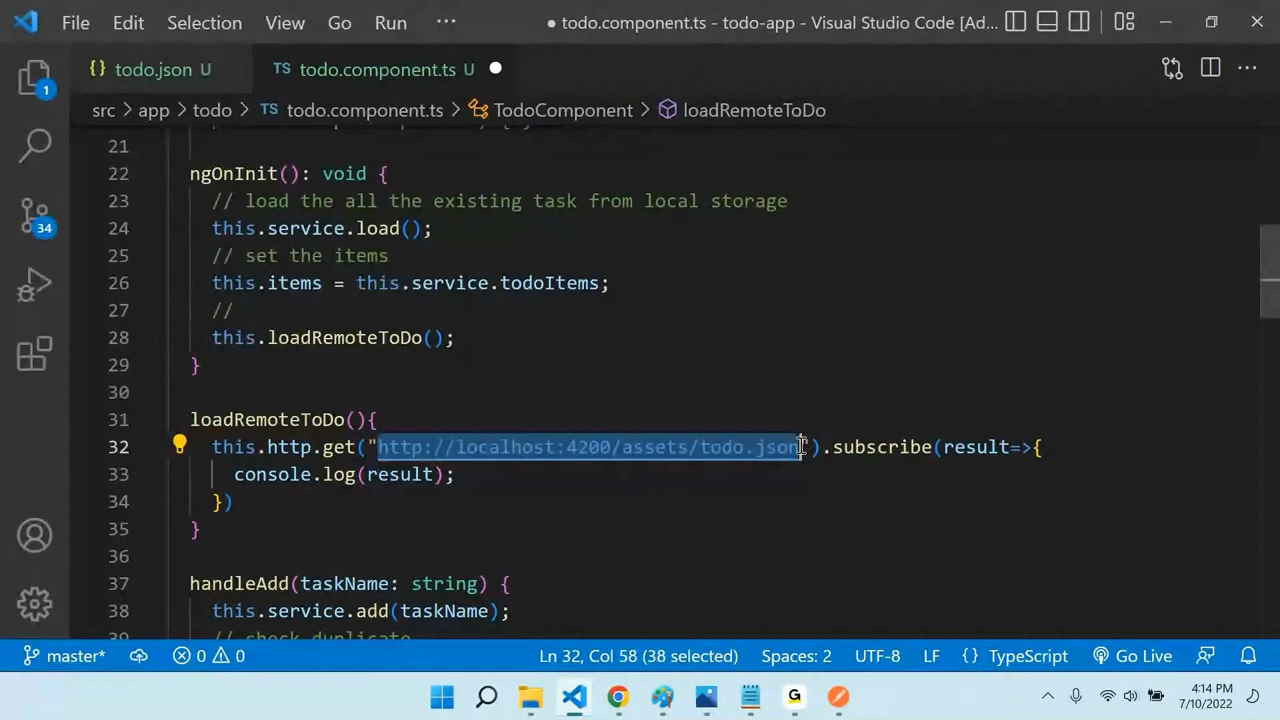 File Edit Selection View Go Run ··· ● todo.component.ts - todo-app - Visual Studio Code [Ad...
{} todo.json U TS todo.component.ts U ●
src > app > todo > TS todo.component.ts > TodoComponent > loadRemoteToDo
21
22 ngOnInit(): void {
23 // load the all the existing task from local storage
24 this.service.load();
25 // set the items
26 this.items = this.service.todoItems;
27 //
28 this.loadRemoteToDo();
29 }
30
31 loadRemoteToDo(){
32 this.http.get("http://localhost:4200/assets/todo.json").subscribe(result=>{
33 console.log(result);
34 })
35 }
36
37 handleAdd(taskName: string) {
38 this.service.add(taskName);
39 // check duplicate
1
34
master* 0 0 Ln 32, Col 58 (38 selected) Spaces: 2 UTF-8 LF {} TypeScript Go Live
G
4:14 PM
7/10/2022